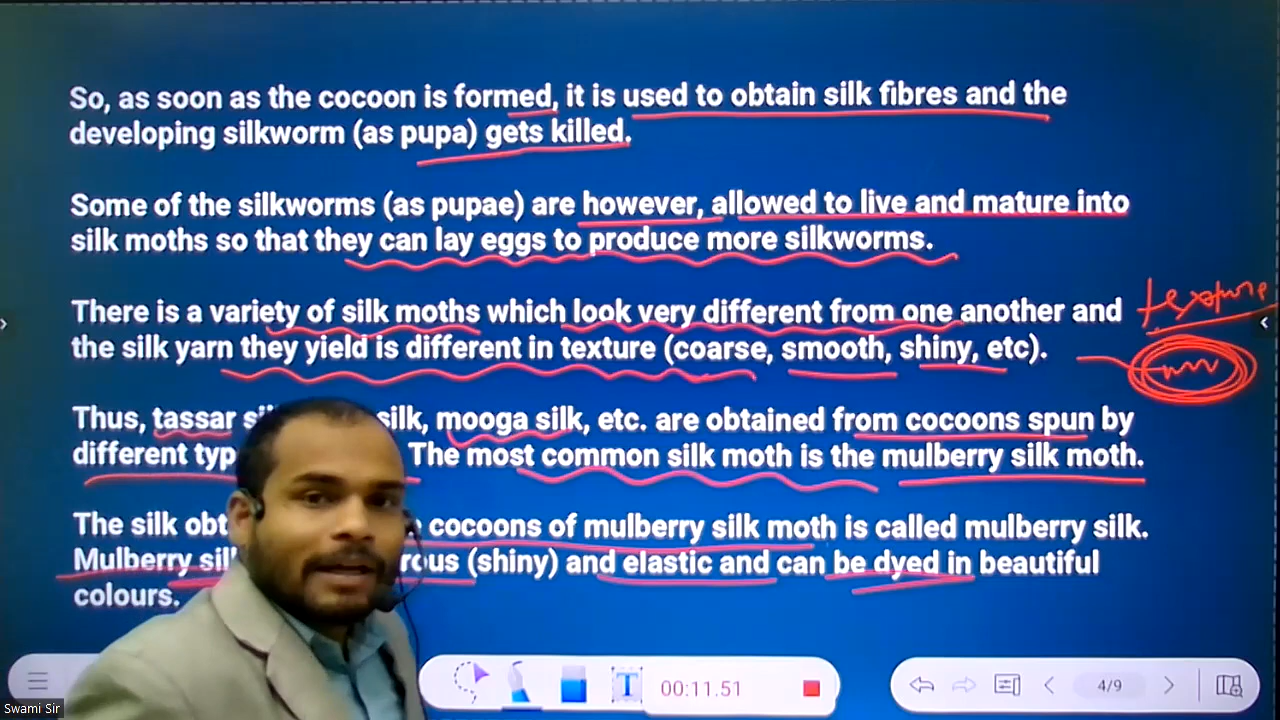 So, as soon as the cocoon is formed, it is used to obtain silk fibres and the
developing silkworm (as pupa) gets killed.
Some of the silkworms (as pupae) are however, allowed to live and mature into
silk moths so that they can lay eggs to produce more silkworms.
There is a variety of silk moths which look very different from one another and
the silk yarn they yield is different in texture (coarse, smooth, shiny, etc).
texture
Thus, tassar silk, mooga silk, etc. are obtained from cocoons spun by
different The most common silk moth is the mulberry silk moth.
The silk cocoons of mulberry silk moth is called mulberry silk.
Mulberry (shiny) and elastic and can be dyed in beautiful
colours.
T
00:11.51
4/9
Swami Sir